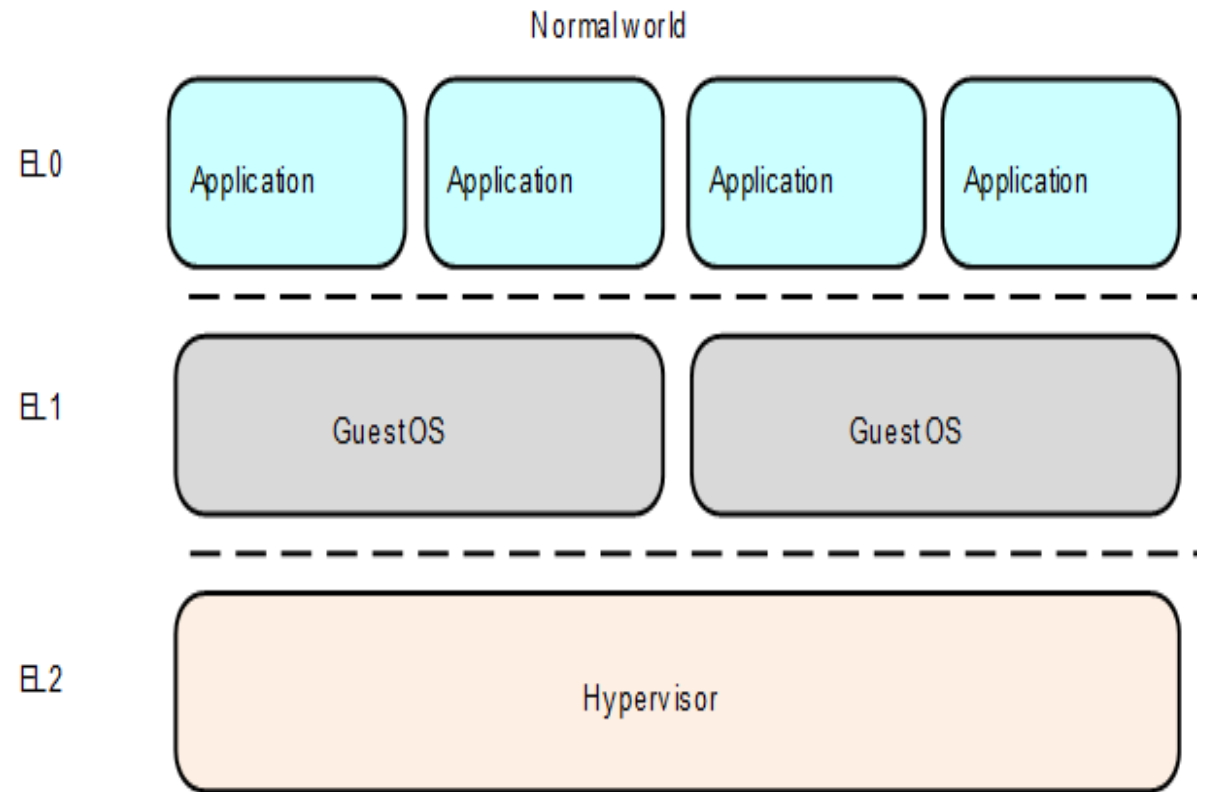 Normal world
EL0
Application
Application
Application
Application
EL1
Guest OS
Guest OS
EL2
Hypervisor